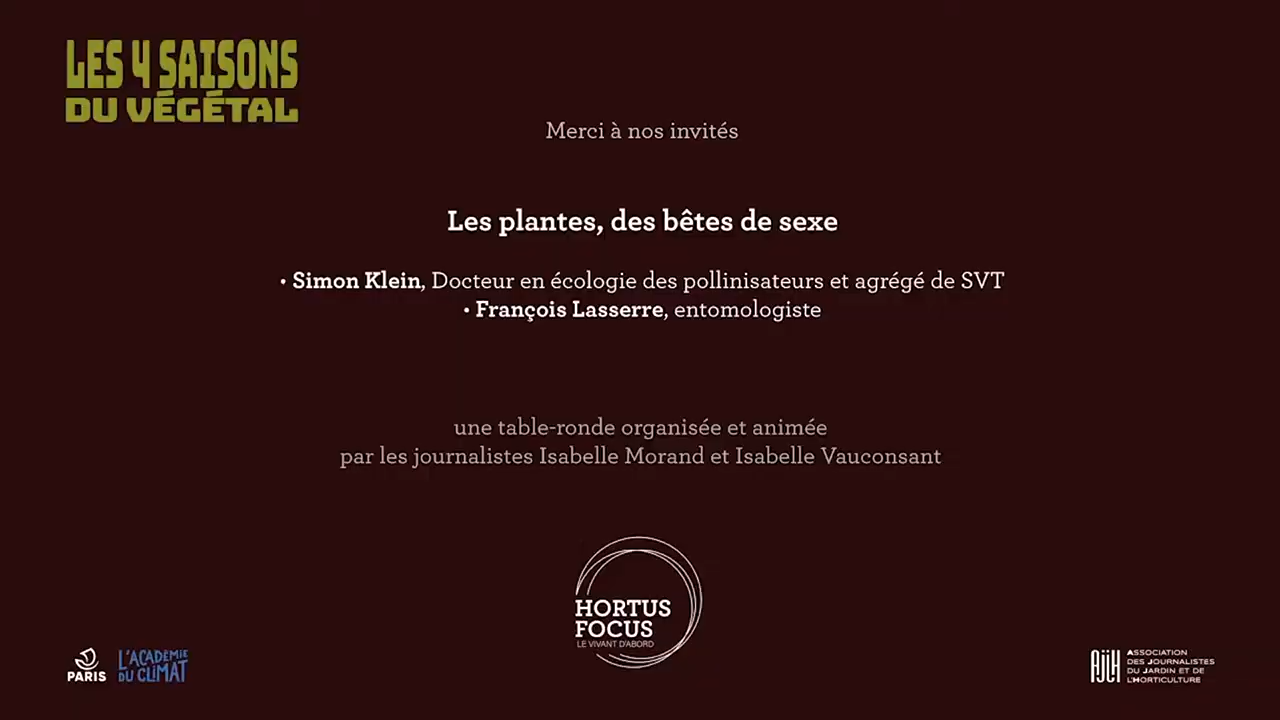 LES 4 SAISONS
DU VÉGÉTAL
Merci à nos invités
Les plantes, des bêtes de sexe
• Simon Klein, Docteur en écologie des pollinisateurs et agrégé de SVT
• François Lasserre, entomologiste
une table-ronde organisée et animée
par les journalistes Isabelle Morand et Isabelle Vauconsant
HORTUS
FOCUS
LE VIVANT D'ABORD
PARIS
L'ACADÉMIE
DU CLIMAT
AJJH
ASSOCIATION
DES JOURNALISTES
DU JARDIN ET DE
L'HORTICULTURE